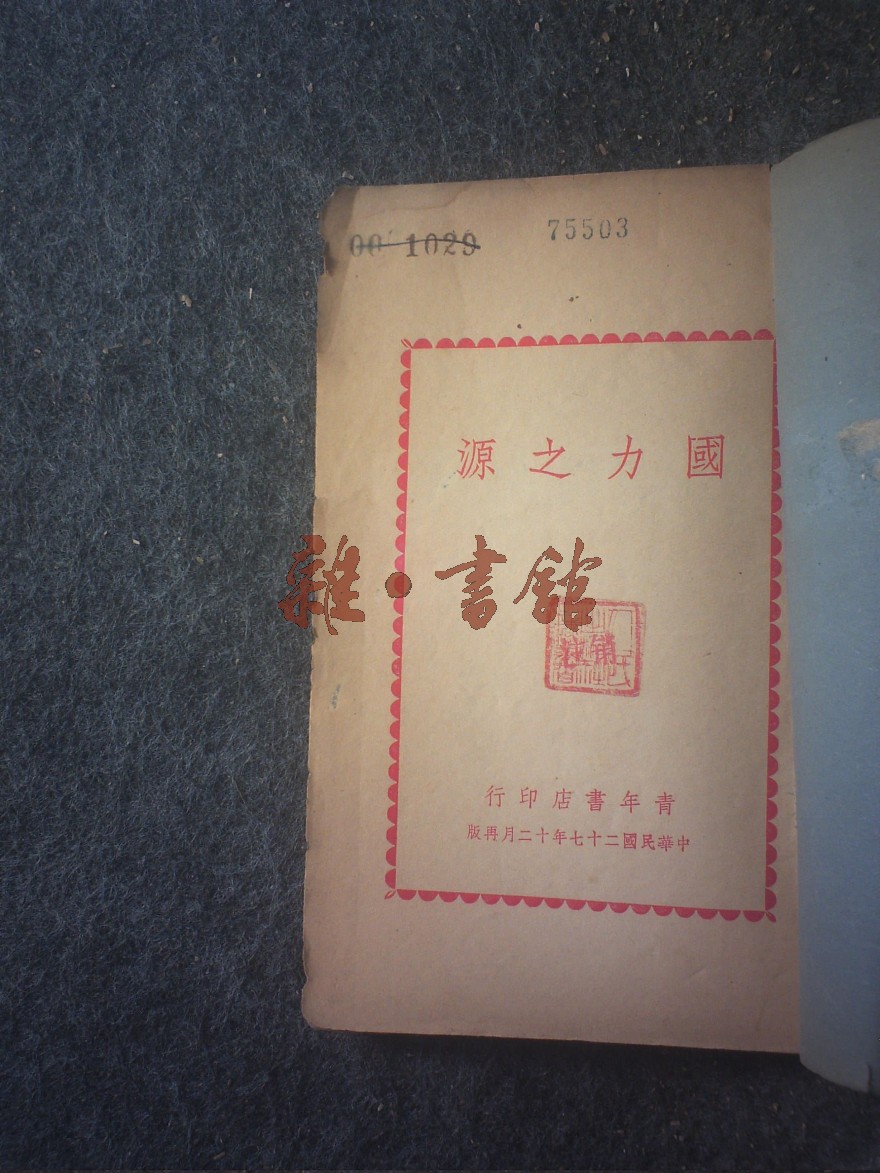 00 1029 75503
國力之源
雜·書館
青年書店印行
中華民國二十七年十二月再版